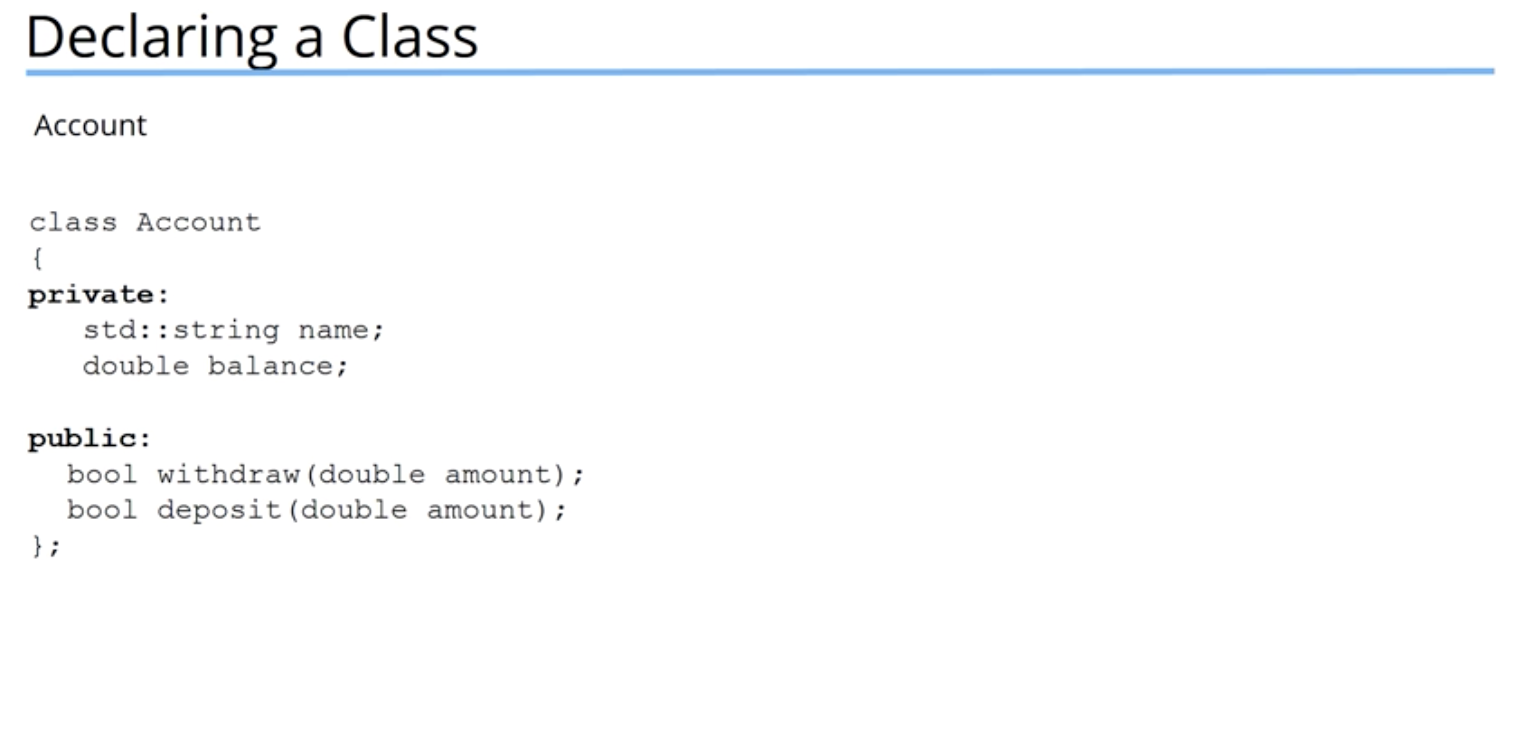 Declaring a Class
Account
class Account
{
private:
    std::string name;
    double balance;

public:
   bool withdraw(double amount);
   bool deposit(double amount);
};